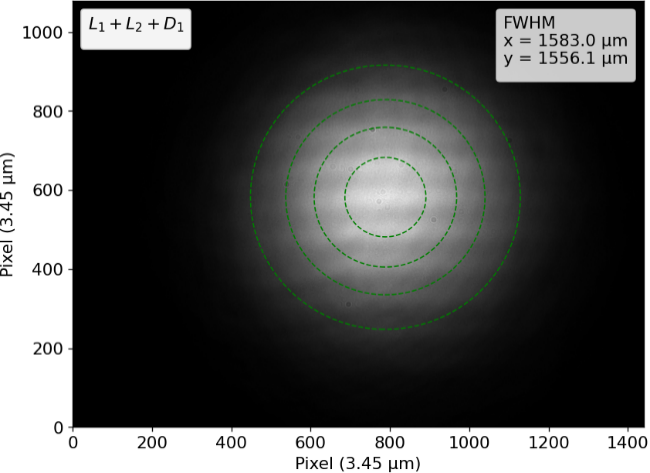 L₁ + L₂ + D₁
FWHM
x = 1583.0 µm
y = 1556.1 µm
1000
800
600
400
200
0
Pixel (3.45 µm)
0 200 400 600 800 1000 1200 1400
Pixel (3.45 µm)